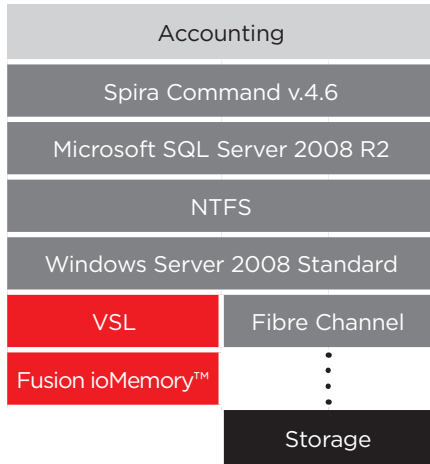 Accounting
Spira Command v.4.6
Microsoft SQL Server 2008 R2
NTFS
Windows Server 2008 Standard
VSL
Fibre Channel
Fusion ioMemory™
Storage